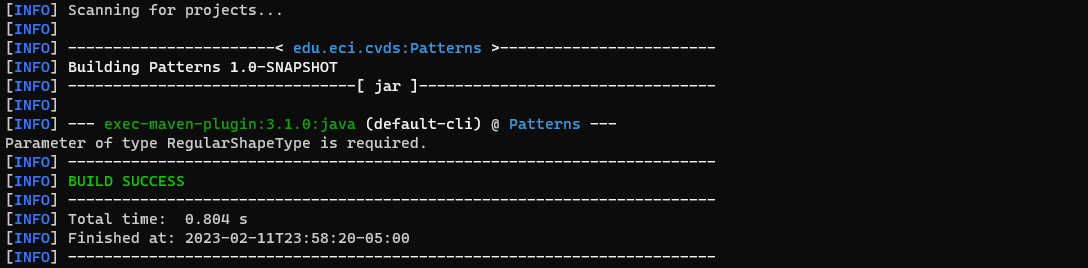 [INFO] Scanning for projects...
[INFO]
[INFO] -----------------------< edu.eci.cvds:Patterns >------------------------
[INFO] Building Patterns 1.0-SNAPSHOT
[INFO] --------------------------------[ jar ]---------------------------------
[INFO]
[INFO] --- exec-maven-plugin:3.1.0:java (default-cli) @ Patterns ---
Parameter of type RegularShapeType is required.
[INFO] ------------------------------------------------------------------------
[INFO] BUILD SUCCESS
[INFO] ------------------------------------------------------------------------
[INFO] Total time:  0.804 s
[INFO] Finished at: 2023-02-11T23:58:20-05:00
[INFO] ------------------------------------------------------------------------